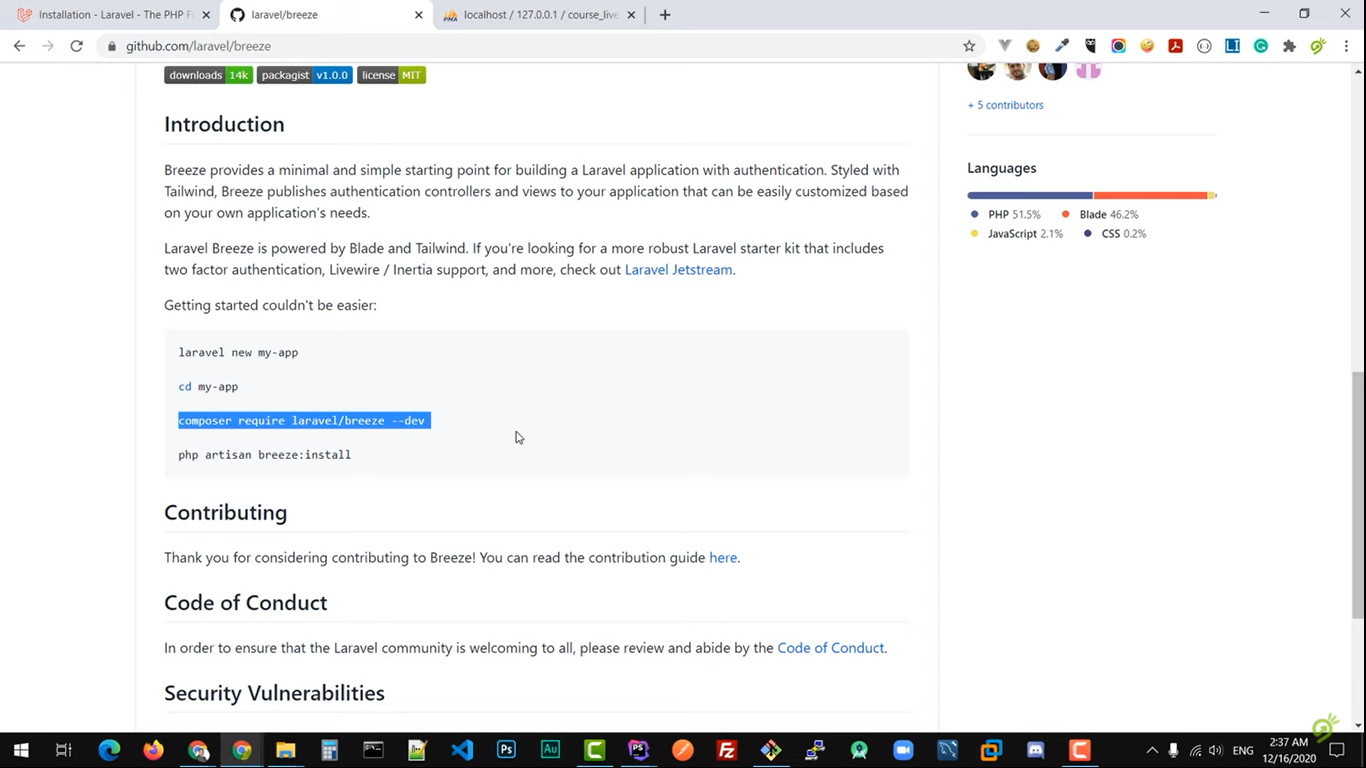 Installation - Laravel - The PHP F
laravel/breeze
localhost / 127.0.0.1 / course_live
github.com/laravel/breeze
downloads 14k packagist v1.0.0 license MIT
+ 5 contributors
Introduction
Breeze provides a minimal and simple starting point for building a Laravel application with authentication. Styled with
Tailwind, Breeze publishes authentication controllers and views to your application that can be easily customized based
on your own application's needs.
Laravel Breeze is powered by Blade and Tailwind. If you're looking for a more robust Laravel starter kit that includes
two factor authentication, Livewire / Inertia support, and more, check out Laravel Jetstream.
Getting started couldn't be easier:
laravel new my-app
cd my-app
composer require laravel/breeze --dev
php artisan breeze:install
Contributing
Thank you for considering contributing to Breeze! You can read the contribution guide here.
Code of Conduct
In order to ensure that the Laravel community is welcoming to all, please review and abide by the Code of Conduct.
Security Vulnerabilities
Languages
PHP 51.5% Blade 46.2%
JavaScript 2.1% CSS 0.2%
ENG
2:37 AM
12/16/2020